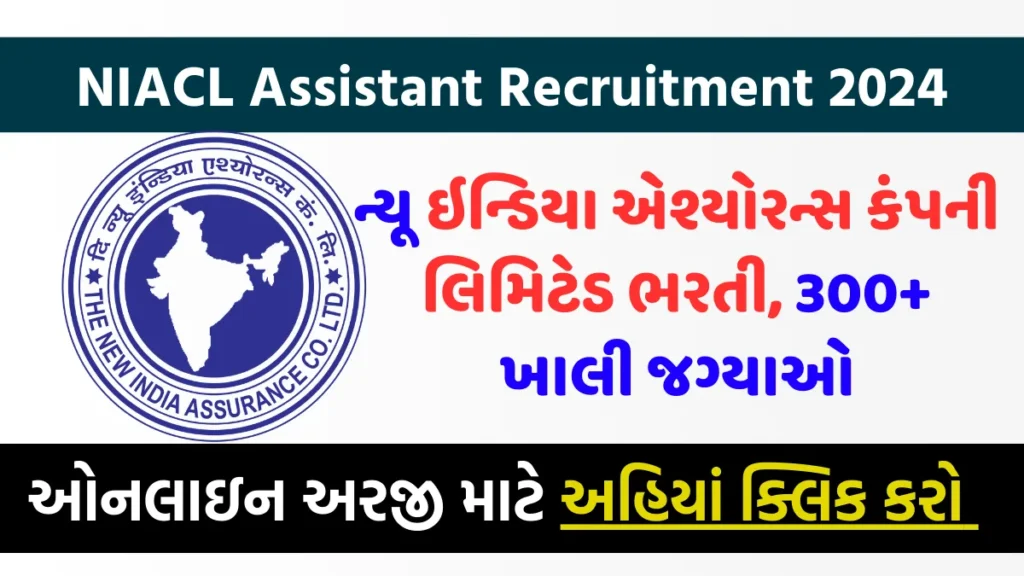 NIACL Assistant Recruitment 2024
दि न्यू इंन्डिया एश्योरन्स कं. लि.
THE NEW INDIA ASSURANCE CO. LTD.
ન્યૂ ઇન્ડિયા એશ્યોરન્સ કંપની
લિમિટેડ ભરતી, 300+
ખાલી જગ્યાઓ
ઓનલાઇન અરજી માટે અહિયાં ક્લિક કરો